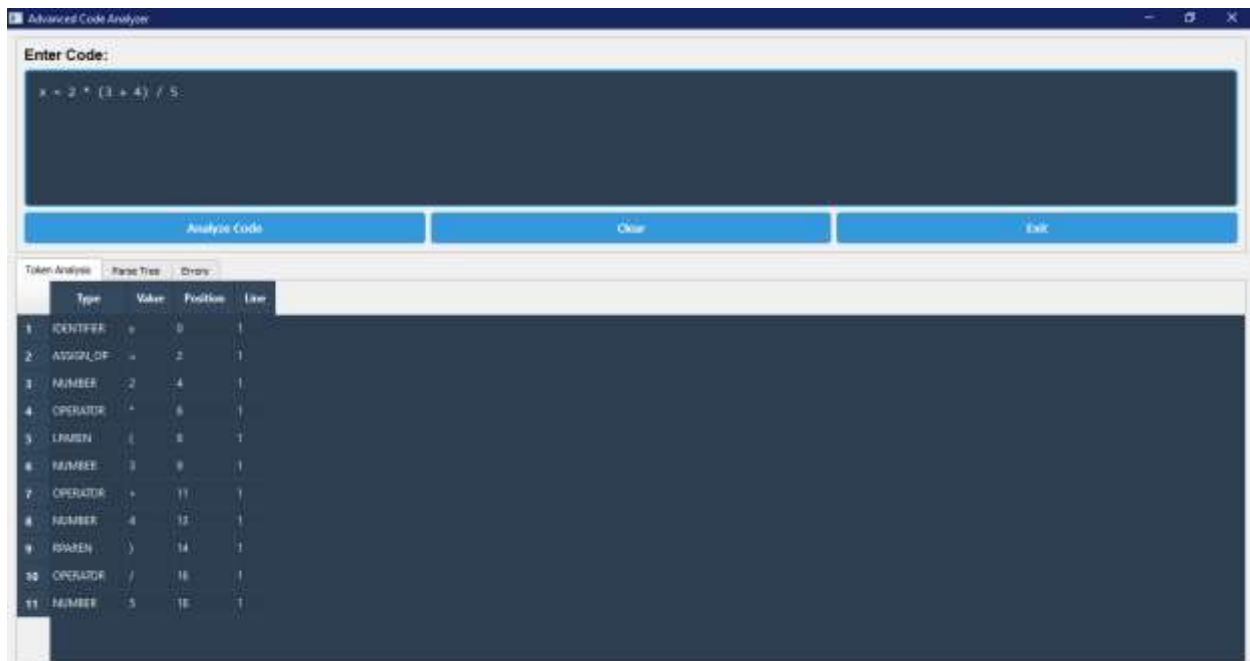 Advanced Code Analyzer
Enter Code:
x = 2 * (3 + 4) / 5
Analyze Code Clear Exit
Token Analysis Parse Tree Errors
Type Value Position Line
1 IDENTIFIER x 0 1
2 ASSIGN_OP = 2 1
3 NUMBER 2 4 1
4 OPERATOR * 6 1
5 LPAREN ( 8 1
6 NUMBER 3 9 1
7 OPERATOR + 11 1
8 NUMBER 4 13 1
9 RPAREN ) 14 1
10 OPERATOR / 16 1
11 NUMBER 5 18 1